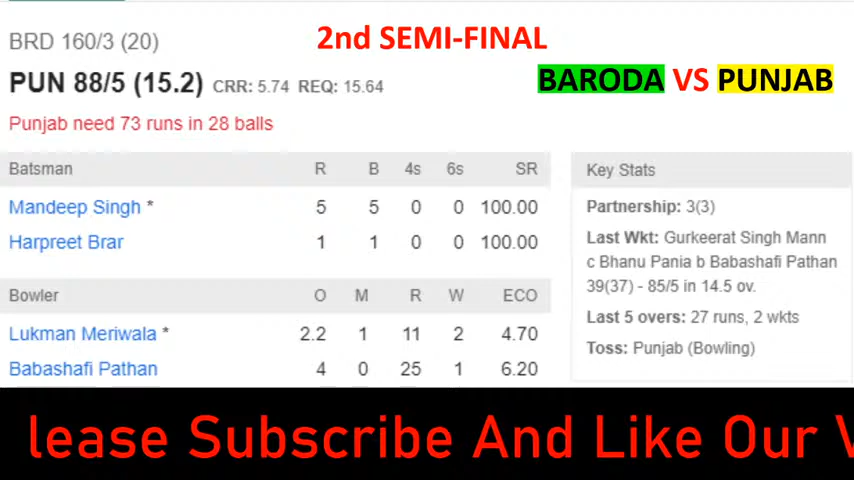 BRD 160/3 (20)
2nd SEMI-FINAL
PUN 88/5 (15.2) CRR: 5.74 REQ: 15.64
BARODA VS PUNJAB
Punjab need 73 runs in 28 balls
Batsman R B 4s 6s SR
Mandeep Singh * 5 5 0 0 100.00
Harpreet Brar 1 1 0 0 100.00
Bowler O M R W ECO
Lukman Meriwala * 2.2 1 11 2 4.70
Babashafi Pathan 4 0 25 1 6.20
Key Stats
Partnership: 3(3)
Last Wkt: Gurkeerat Singh Mann
c Bhanu Pania b Babashafi Pathan
39(37) - 85/5 in 14.5 ov.
Last 5 overs: 27 runs, 2 wkts
Toss: Punjab (Bowling)
lease Subscribe And Like Our V